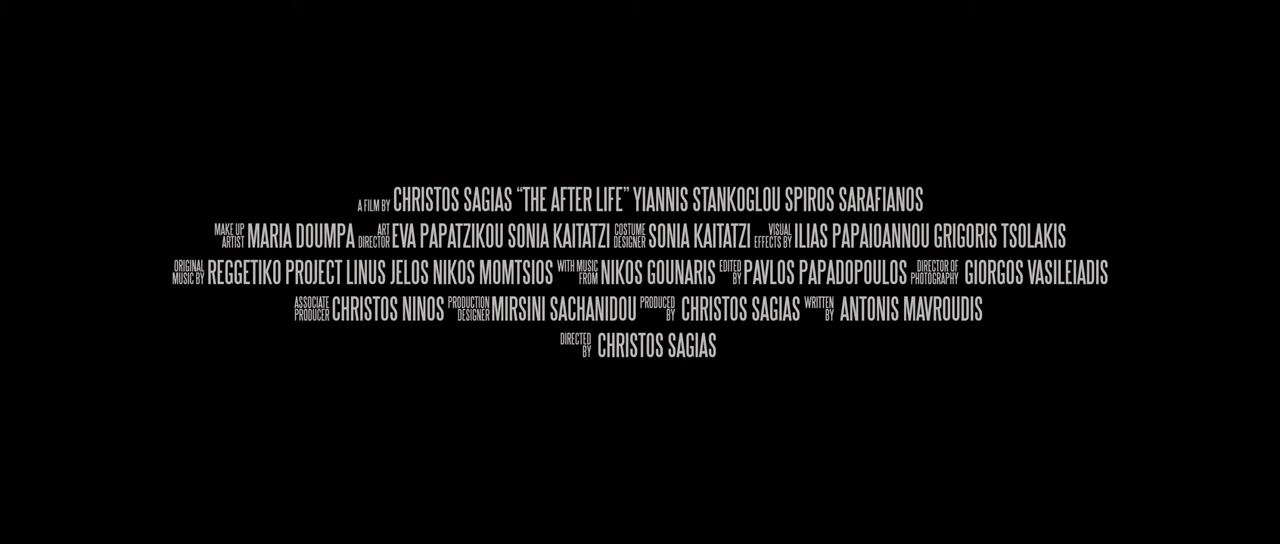 A FILM BY CHRISTOS SAGIAS “THE AFTER LIFE” YIANNIS STANKOGLOU SPIROS SARAFIANOS
MAKE UP ARTIST MARIA DOUMPA ART DIRECTOR EVA PAPATZIKOU SONIA KAITATZI COSTUME DESIGNER SONIA KAITATZI VISUAL EFFECTS BY ILIAS PAPAIOANNOU GRIGORIS TSOLAKIS
ORIGINAL MUSIC BY REGGETIKO PROJECT LINUS JELOS NIKOS MOMTSIOS WITH MUSIC FROM NIKOS GOUNARIS EDITED BY PAVLOS PAPADOPOULOS DIRECTOR OF PHOTOGRAPHY GIORGOS VASILEIADIS
ASSOCIATE PRODUCER CHRISTOS NINOS PRODUCTION DESIGNER MIRSINI SACHANIDOU PRODUCED BY CHRISTOS SAGIAS WRITTEN BY ANTONIS MAVROUDIS
DIRECTED BY CHRISTOS SAGIAS